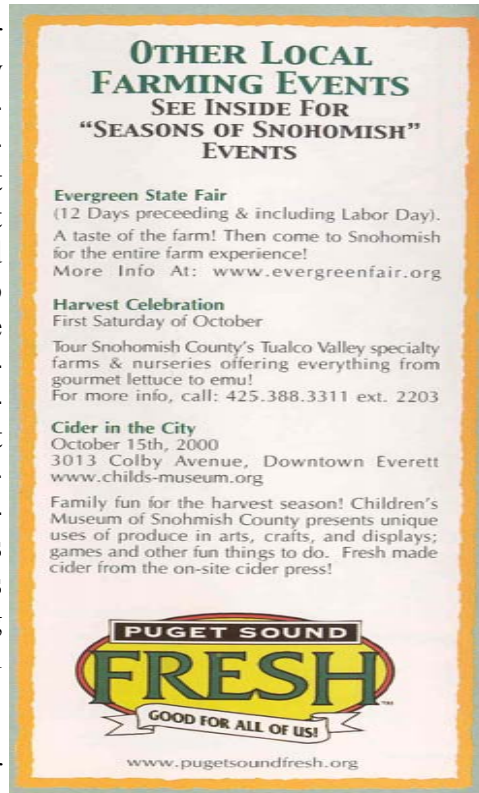 OTHER LOCAL
FARMING EVENTS
SEE INSIDE FOR
"SEASONS OF SNOHOMISH"
EVENTS
Evergreen State Fair
(12 Days preceeding & including Labor Day).
A taste of the farm! Then come to Snohomish
for the entire farm experience!
More Info At: www.evergreenfair.org
Harvest Celebration
First Saturday of October
Tour Snohomish County's Tualco Valley specialty
farms & nurseries offering everything from
gourmet lettuce to emu!
For more info, call: 425.388.3311 ext. 2203
Cider in the City
October 15th, 2000
3013 Colby Avenue, Downtown Everett
www.childs-museum.org
Family fun for the harvest season! Children's
Museum of Snohmish County presents unique
uses of produce in arts, crafts, and displays;
games and other fun things to do. Fresh made
cider from the on-site cider press!
PUGET SOUND
FRESH™
GOOD FOR ALL OF US!
www.pugetsoundfresh.org